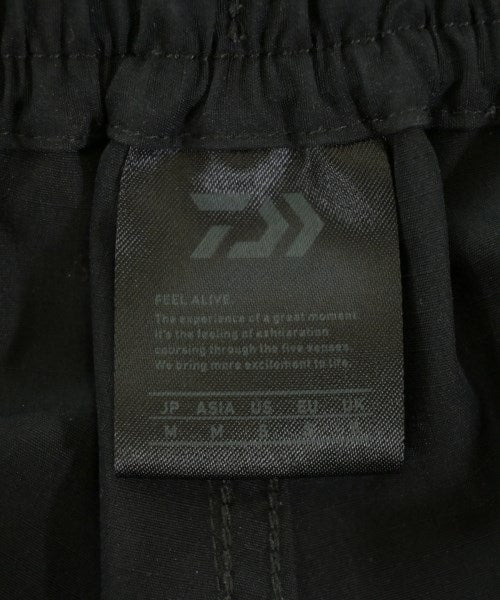 FEEL ALIVE.
The experience of a great moment.
It's the feeling of exhilaration
coursing through the five senses.
We bring more excitement to life.
JP ASIA US EU UK
M M S